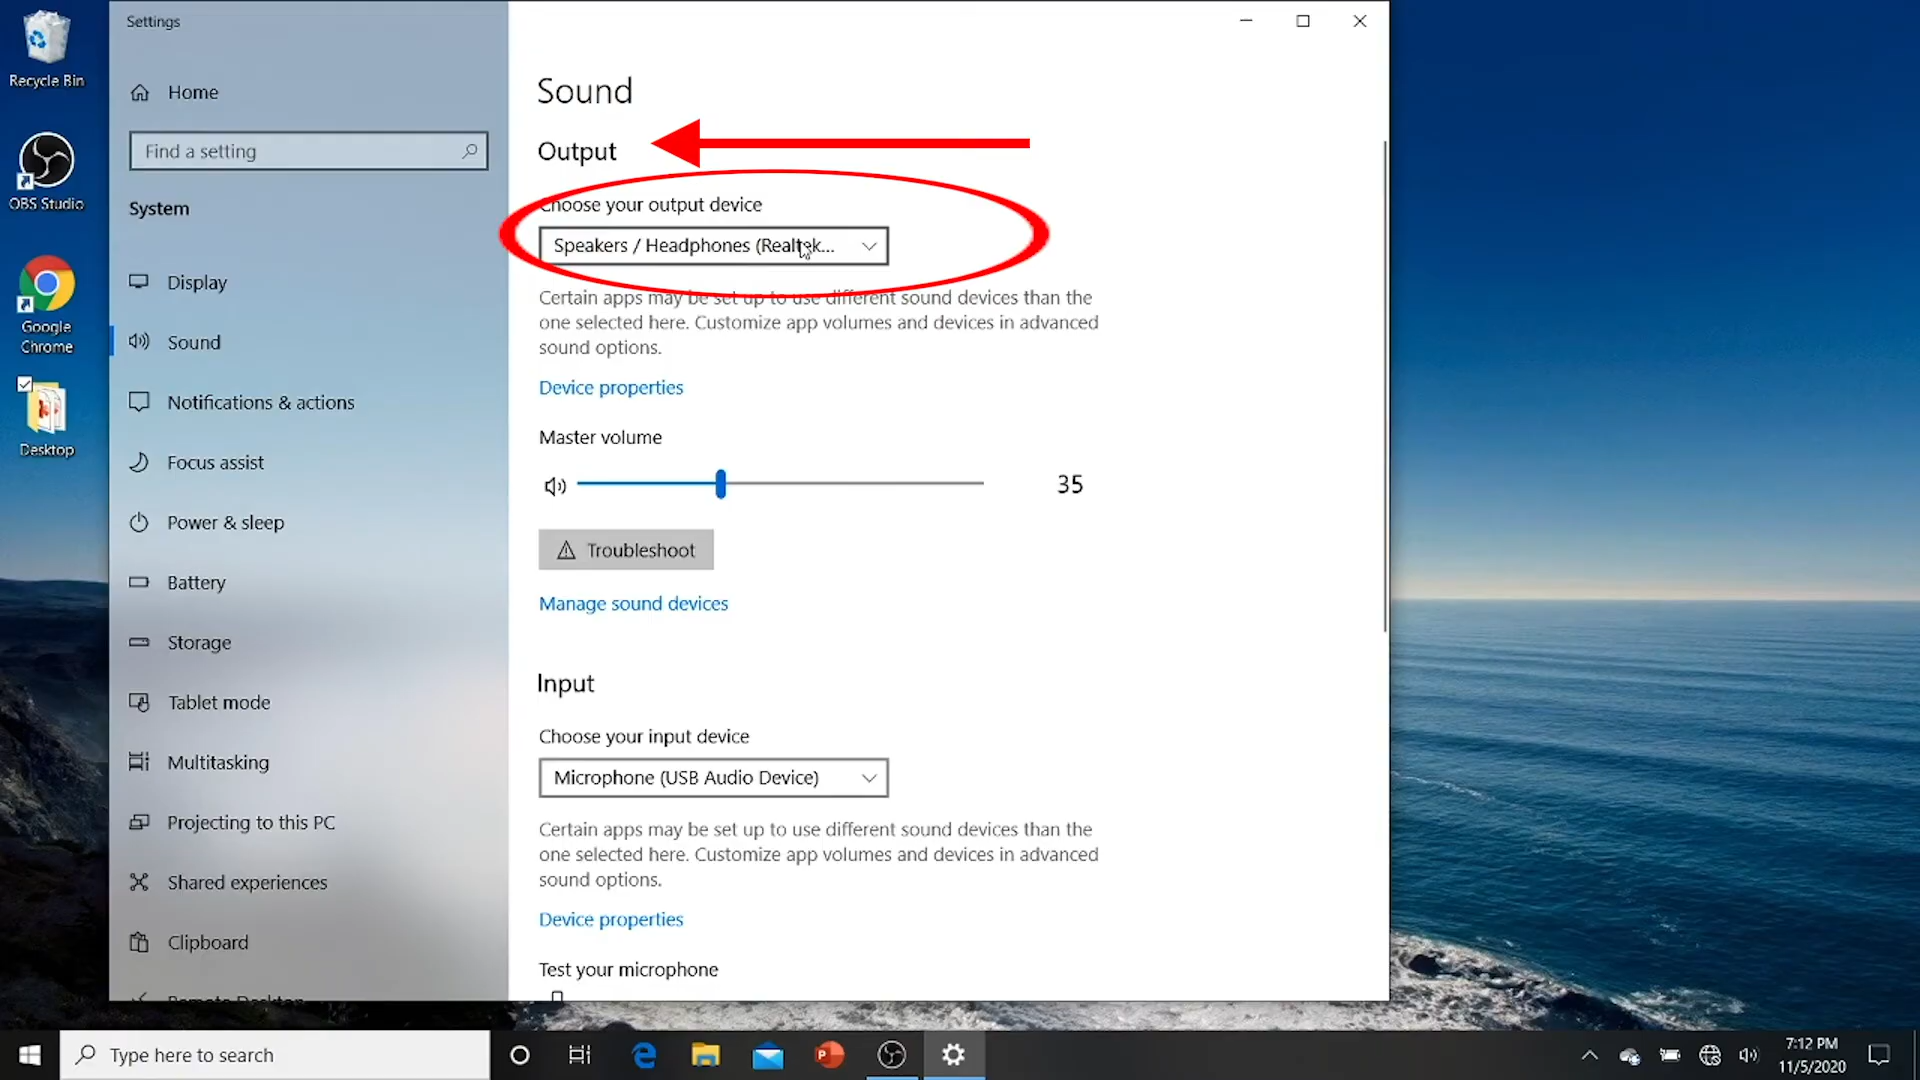 Recycle Bin
OBS Studio
Google
Chrome
Desktop
Settings
Home
Find a setting
System
Display
Sound
Notifications & actions
Focus assist
Power & sleep
Battery
Storage
Tablet mode
Multitasking
Projecting to this PC
Shared experiences
Clipboard
Remote Desktop
Sound
Output
Choose your output device
Speakers / Headphones (Realtek...
Certain apps may be set up to use different sound devices than the
one selected here. Customize app volumes and devices in advanced
sound options.
Device properties
Master volume
35
Troubleshoot
Manage sound devices
Input
Choose your input device
Microphone (USB Audio Device)
Certain apps may be set up to use different sound devices than the
one selected here. Customize app volumes and devices in advanced
sound options.
Device properties
Test your microphone
Type here to search
7:12 PM
11/5/2020